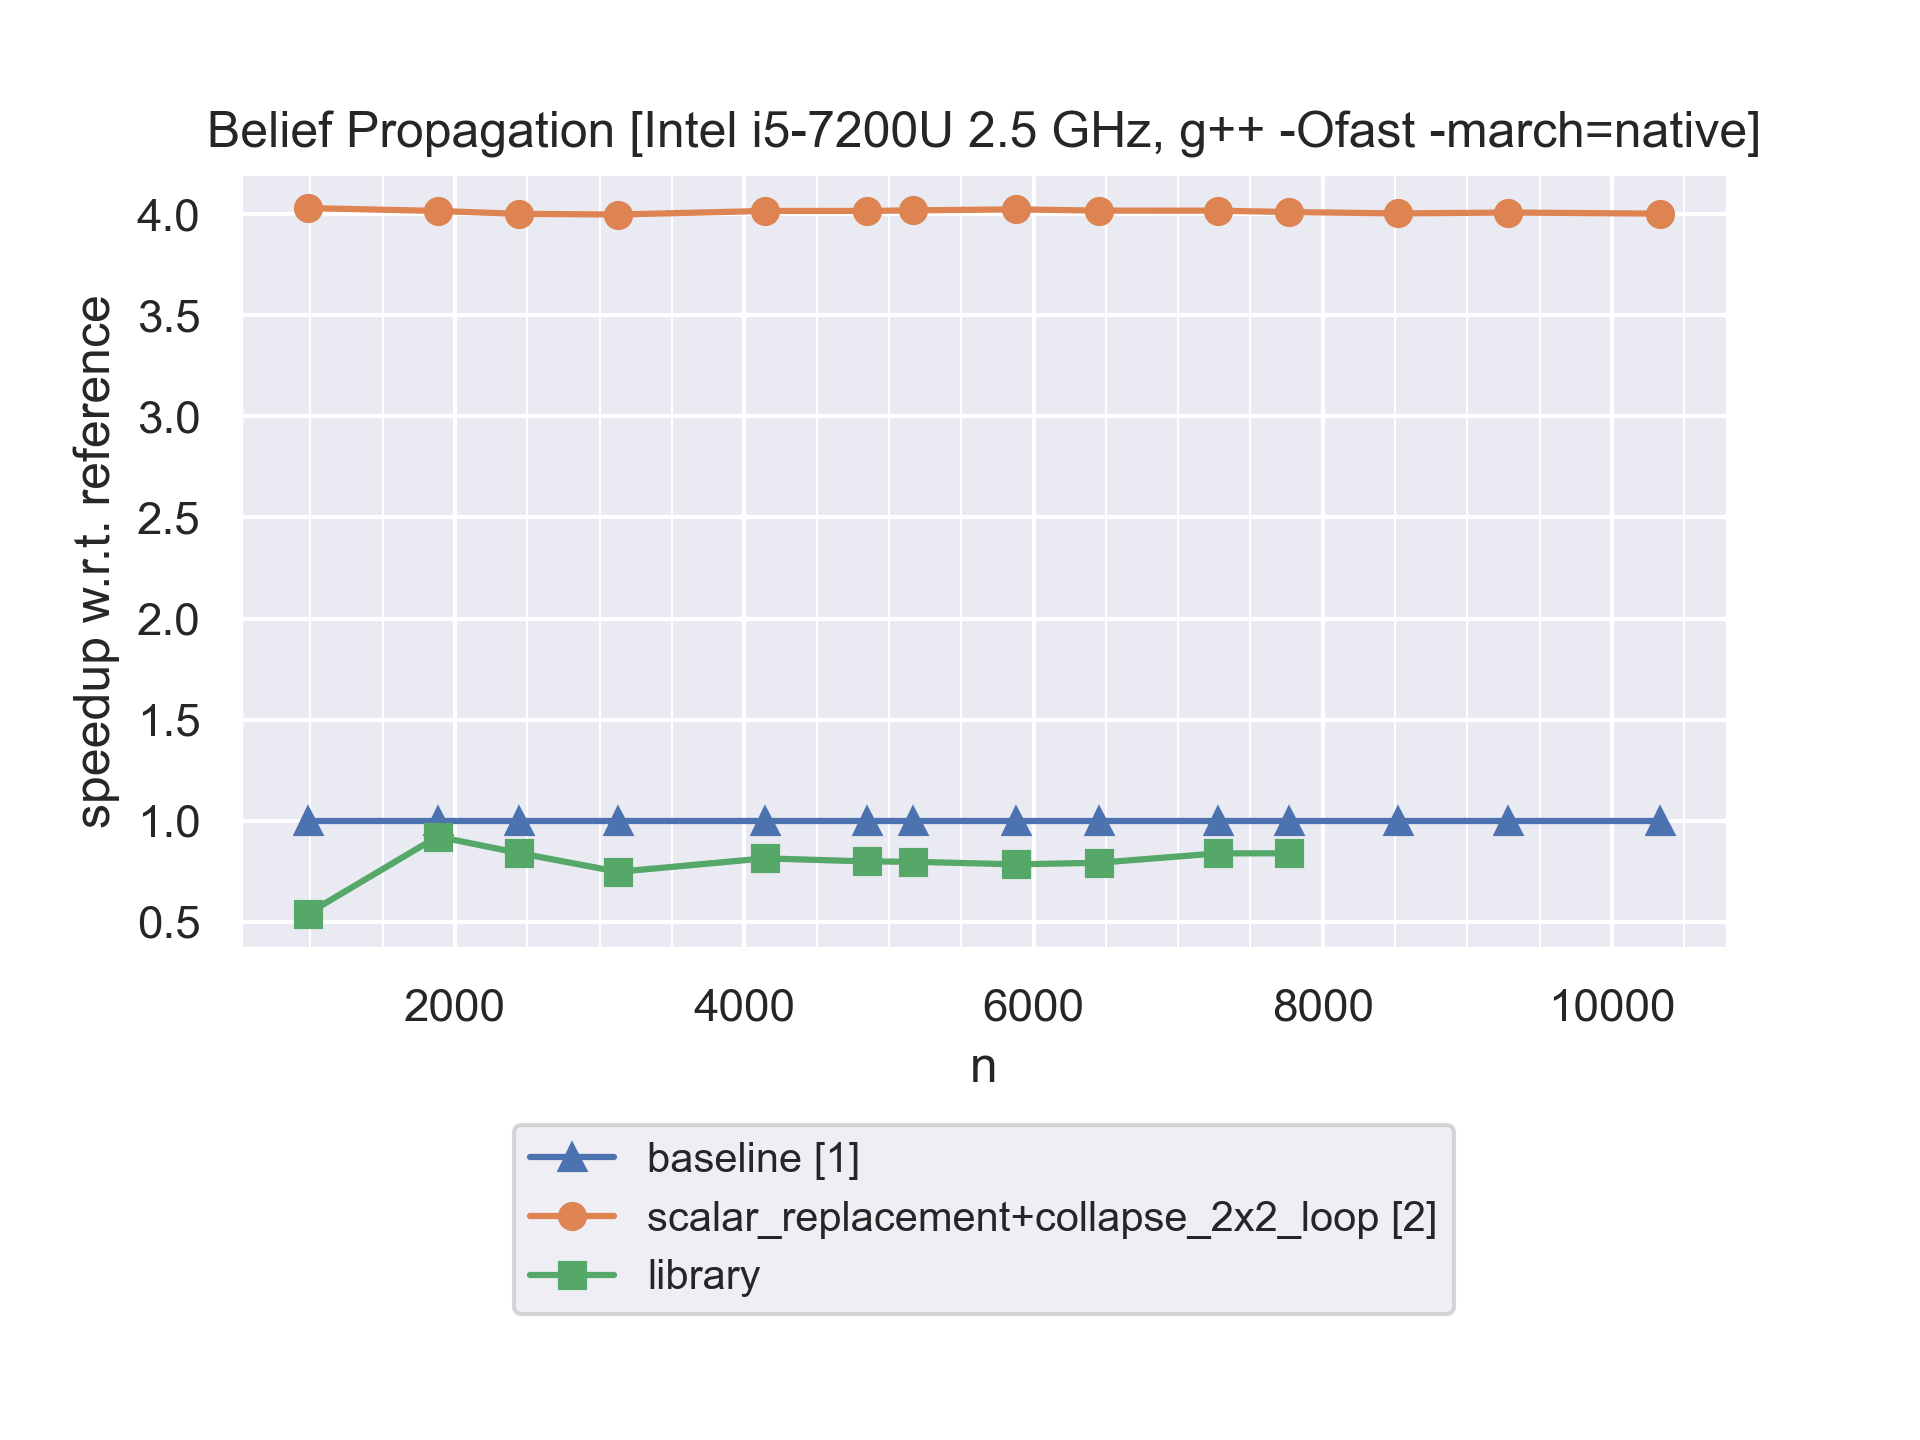 Belief Propagation [Intel i5-7200U 2.5 GHz, g++ -Ofast -march=native]
speedup w.r.t. reference
4.0
3.5
3.0
2.5
2.0
1.5
1.0
0.5
2000 4000 6000 8000 10000
n
baseline [1]
scalar_replacement+collapse_2x2_loop [2]
library